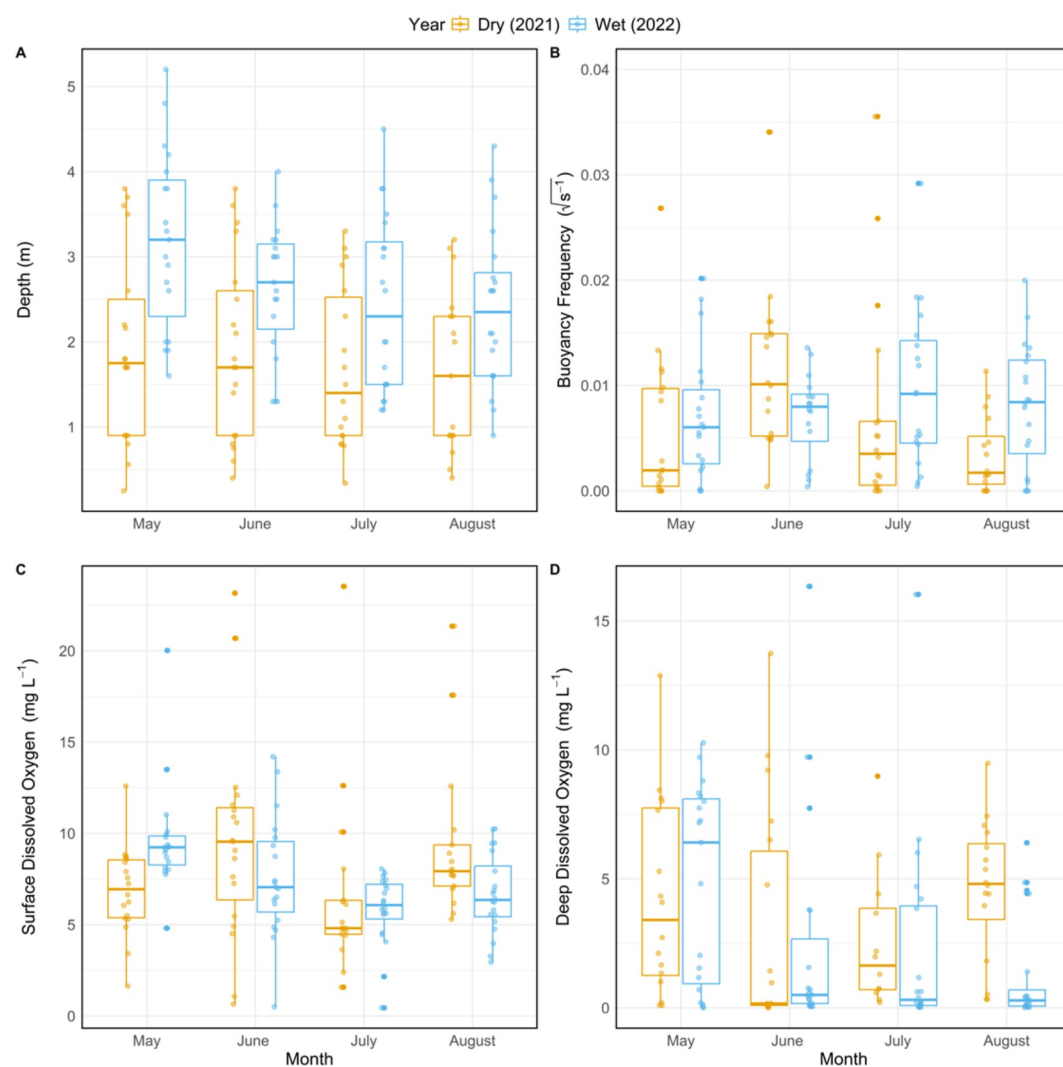 Year Dry (2021) Wet (2022)
A
Depth (m)
5
4
3
2
1
May June July August
B
Buoyancy Frequency (√s⁻¹)
0.04
0.03
0.02
0.01
0.00
May June July August
C
Surface Dissolved Oxygen (mg L⁻¹)
20
15
10
5
0
May June July August
Month
D
Deep Dissolved Oxygen (mg L⁻¹)
15
10
5
0
May June July August
Month